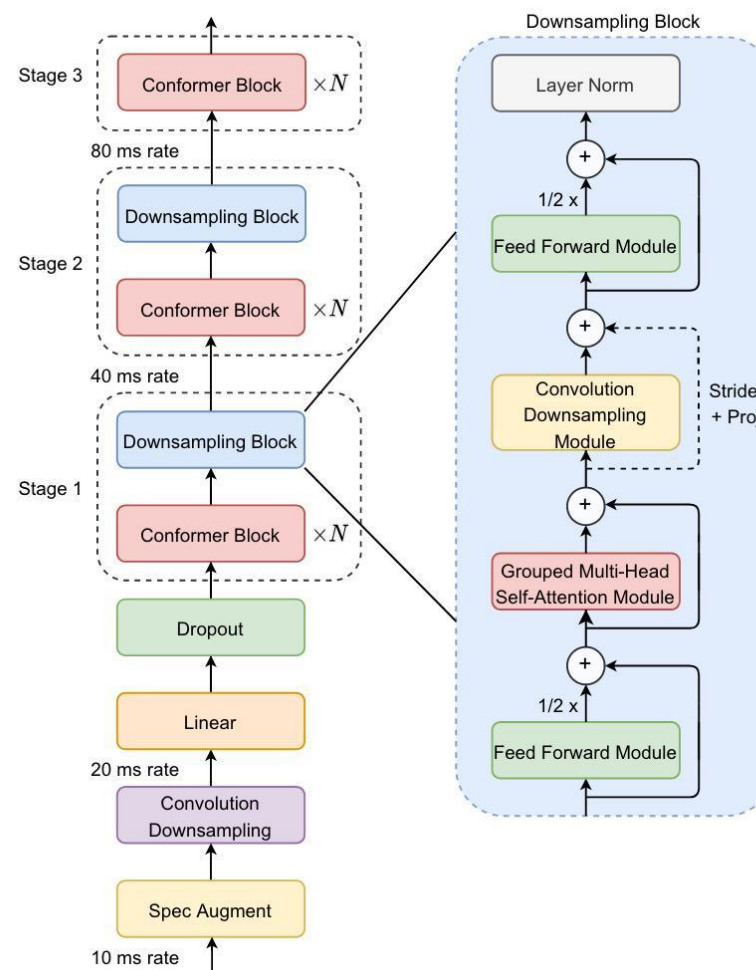 Stage 3
Conformer Block
×N
80 ms rate
Downsampling Block
Stage 2
Conformer Block
×N
40 ms rate
Downsampling Block
Stage 1
Conformer Block
×N
Dropout
Linear
20 ms rate
Convolution
Downsampling
Spec Augment
10 ms rate
Downsampling Block
Layer Norm
+
1/2 x
Feed Forward Module
+
Convolution
Downsampling
Module
Stride
+ Pro
+
Grouped Multi-Head
Self-Attention Module
+
1/2 x
Feed Forward Module